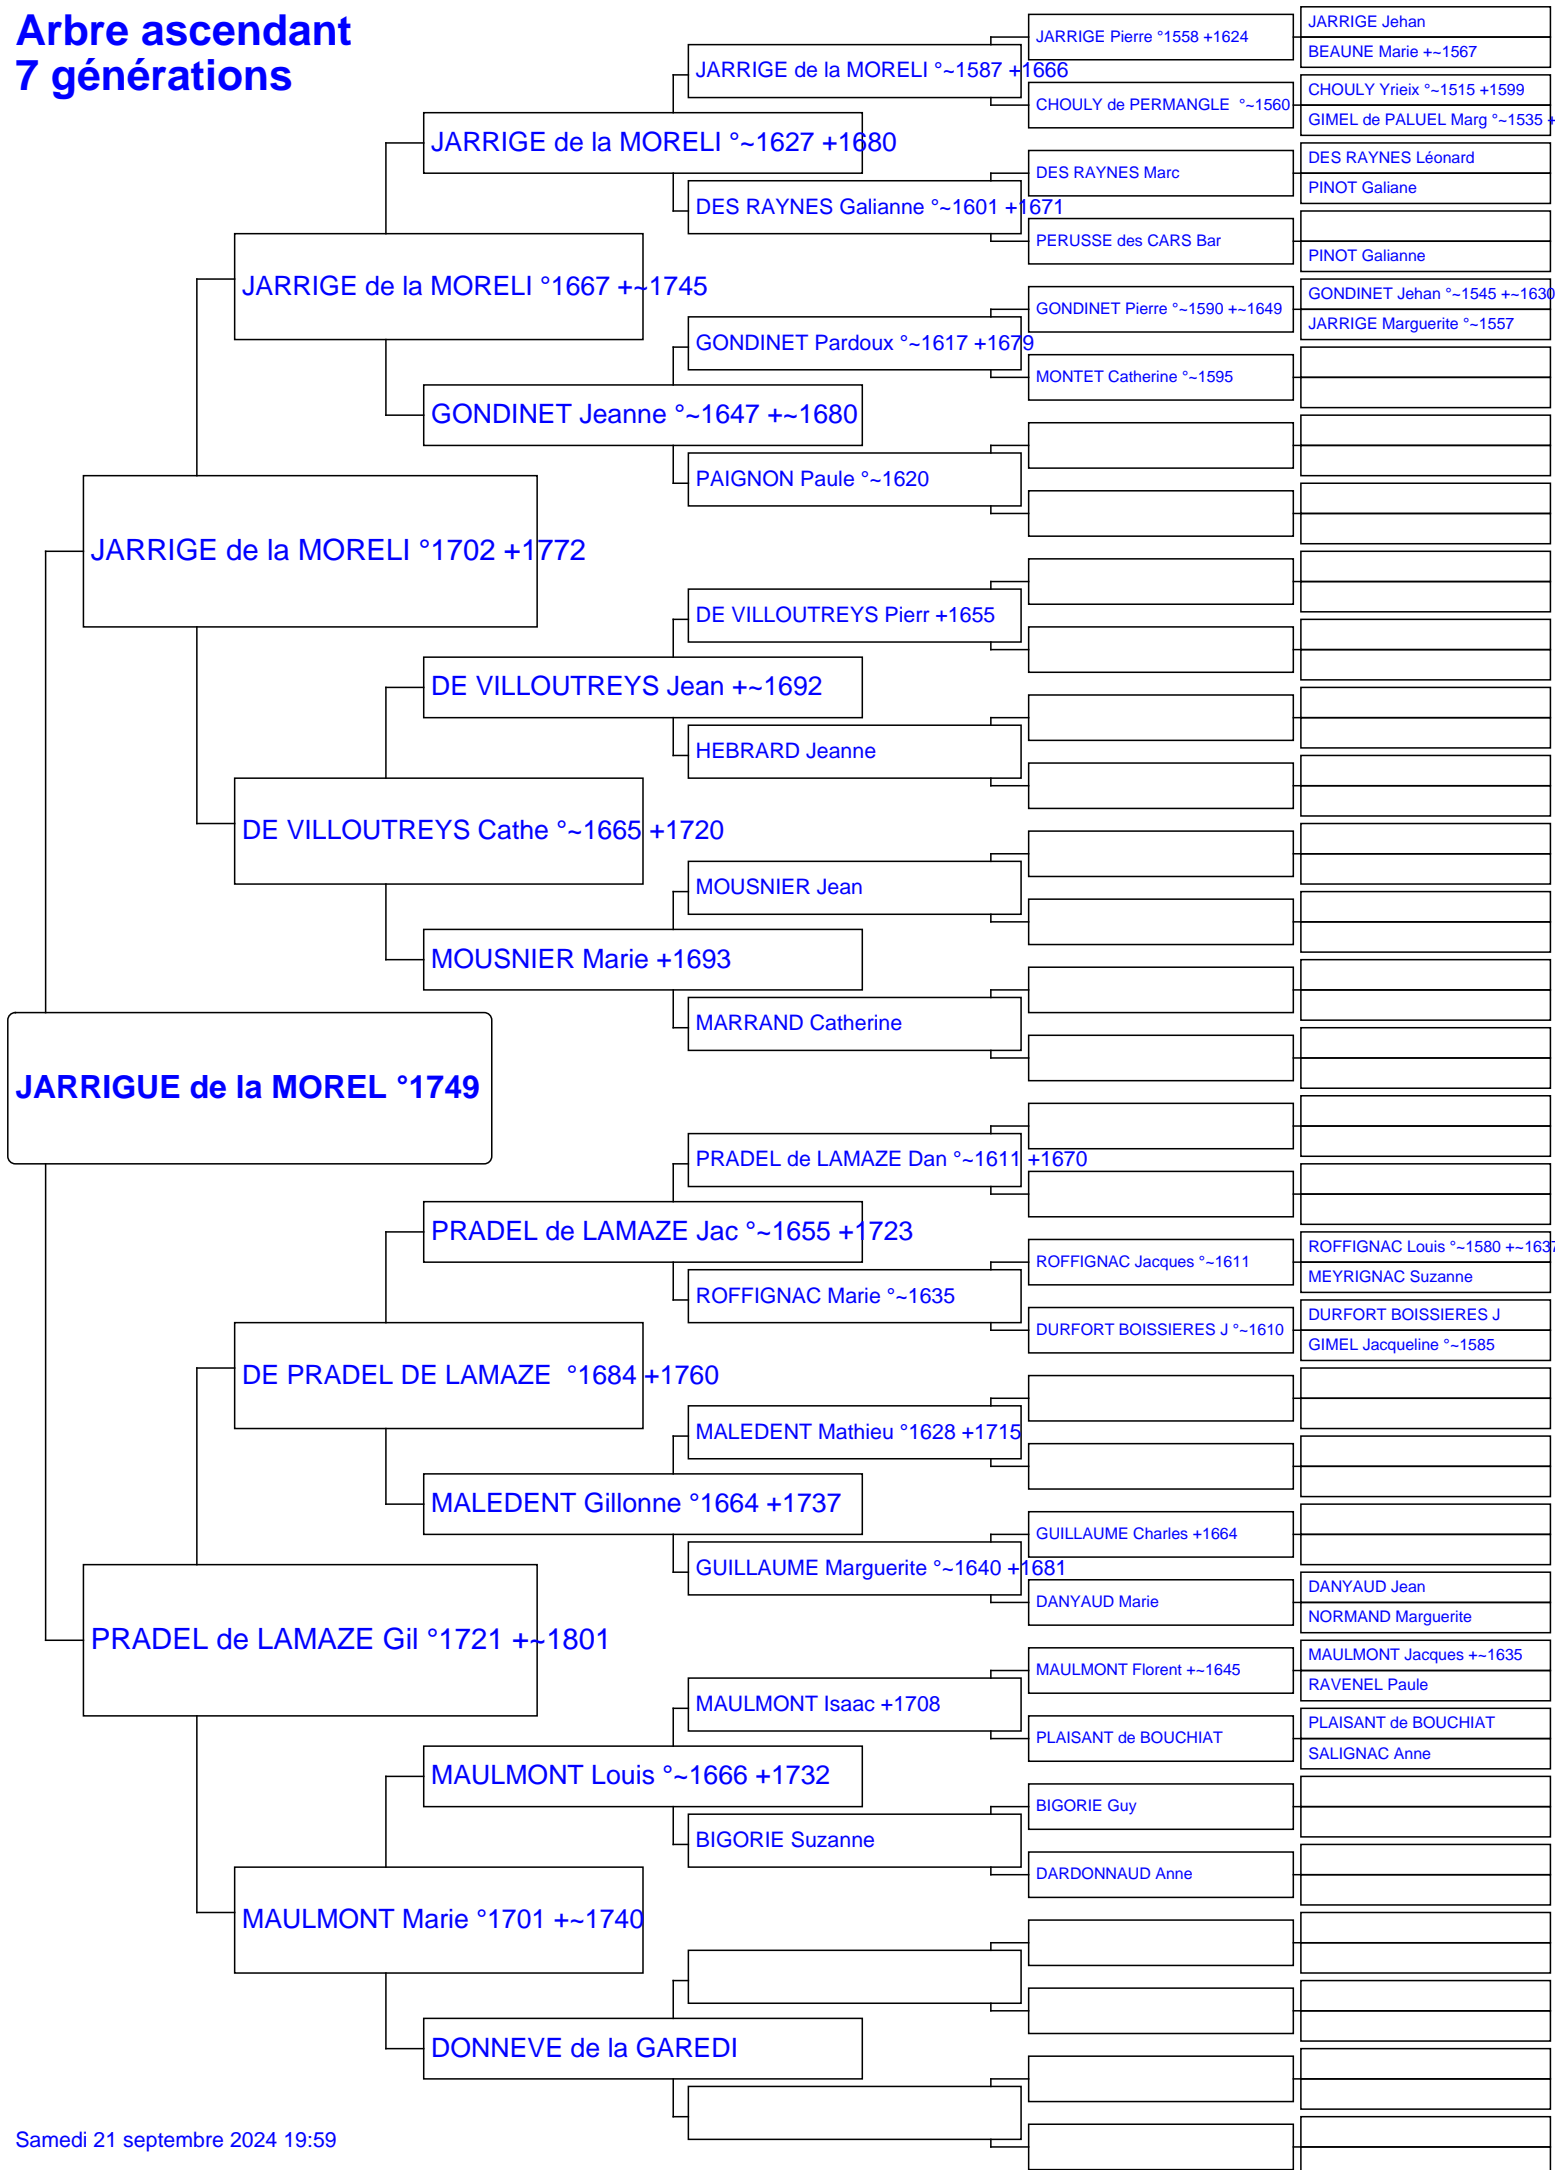 Arbre ascendant
7 générations
JARRIGE Jehan
JARRIGE Pierre °1558 +1624
BEAUNE Marie +~1567
JARRIGE de la MORELI °~1587 +1666
CHOULY Yrieix °~1515 +1599
CHOULY de PERMANGLE  °~1560
GIMEL de PALUEL Marg °~1535 +
JARRIGE de la MORELI °~1627 +1680
DES RAYNES Léonard
DES RAYNES Marc
PINOT Galiane
DES RAYNES Galianne °~1601 +1671
PERUSSE des CARS Bar
PINOT Galianne
JARRIGE de la MORELI °1667 +~1745
GONDINET Jehan °~1545 +~1630
GONDINET Pierre °~1590 +~1649
JARRIGE Marguerite °~1557
GONDINET Pardoux °~1617 +1679
MONTET Catherine °~1595
GONDINET Jeanne °~1647 +~1680
PAIGNON Paule °~1620
JARRIGE de la MORELI °1702 +1772
DE VILLOUTREYS Pierr +1655
DE VILLOUTREYS Jean +~1692
HEBRARD Jeanne
DE VILLOUTREYS Cathe °~1665 +1720
MOUSNIER Jean
MOUSNIER Marie +1693
MARRAND Catherine
JARRIGUE de la MOREL °1749
PRADEL de LAMAZE Dan °~1611 +1670
PRADEL de LAMAZE Jac °~1655 +1723
ROFFIGNAC Louis °~1580 +~1637
ROFFIGNAC Jacques °~1611
MEYRIGNAC Suzanne
ROFFIGNAC Marie °~1635
DURFORT BOISSIERES J
DURFORT BOISSIERES J °~1610
GIMEL Jacqueline °~1585
DE PRADEL DE LAMAZE  °1684 +1760
MALEDENT Mathieu °1628 +1715
MALEDENT Gillonne °1664 +1737
GUILLAUME Charles +1664
GUILLAUME Marguerite °~1640 +1681
DANYAUD Jean
DANYAUD Marie
NORMAND Marguerite
PRADEL de LAMAZE Gil °1721 +~1801
MAULMONT Jacques +~1635
MAULMONT Florent +~1645
RAVENEL Paule
MAULMONT Isaac +1708
PLAISANT de BOUCHIAT
PLAISANT de BOUCHIAT
SALIGNAC Anne
MAULMONT Louis °~1666 +1732
BIGORIE Guy
BIGORIE Suzanne
DARDONNAUD Anne
MAULMONT Marie °1701 +~1740
DONNEVE de la GAREDI
Samedi 21 septembre 2024 19:59